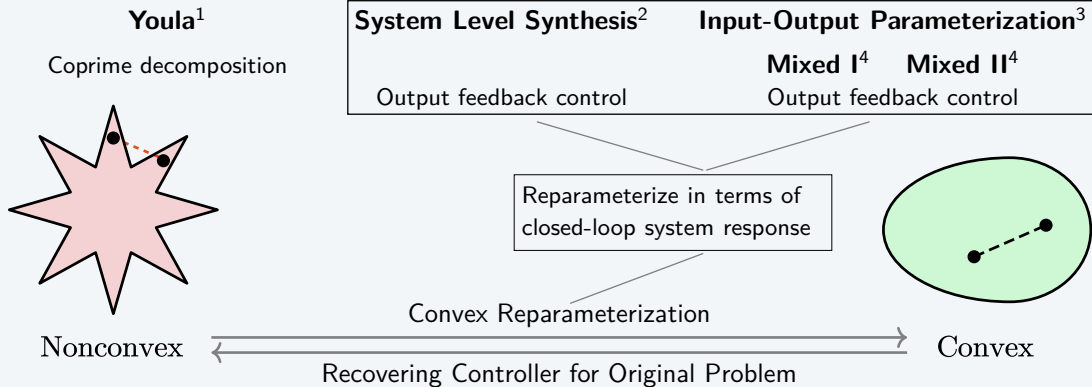 Youla¹
Coprime decomposition
System Level Synthesis²
Input-Output Parameterization³
Mixed I⁴ Mixed II⁴
Output feedback control
Output feedback control
Reparameterize in terms of
closed-loop system response
Convex Reparameterization
Nonconvex
Convex
Recovering Controller for Original Problem